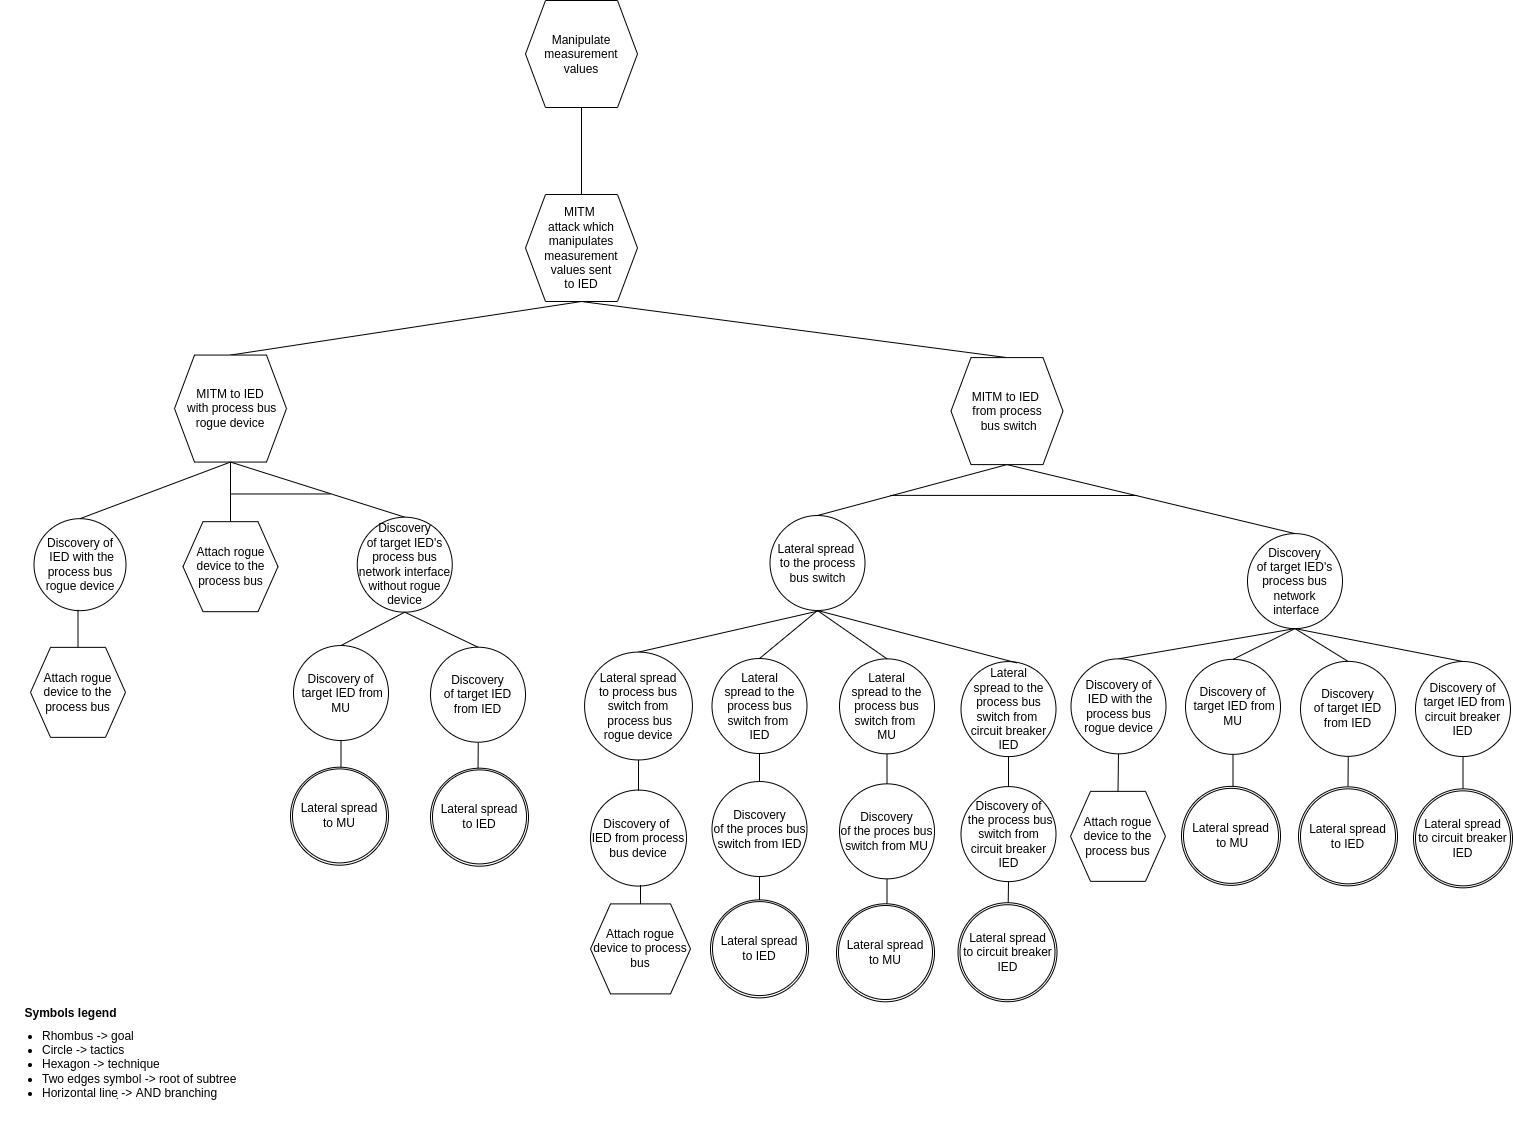 Manipulate
measurement
values
MITM
attack which
manipulates
measurement
values sent
to IED
MITM to IED
with process bus
rogue device
MITM to IED
from process
bus switch
Discovery of
IED with the
process bus
rogue device
Attach rogue
device to the
process bus
Discovery
of target IED's
process bus
network interface
without rogue
device
Lateral spread
to the process
bus switch
Discovery
of target IED's
process bus
network
interface
Attach rogue
device to the
process bus
Discovery of
target IED from
MU
Discovery
of target IED
from IED
Lateral spread
to process bus
switch from
process bus
rogue device
Lateral
spread to the
process bus
switch from
IED
Lateral
spread to the
process bus
switch from
MU
Lateral
spread to the
process bus
switch from
circuit breaker
IED
Discovery of
IED with the
process bus
rogue device
Discovery of
target IED from
MU
Discovery
of target IED
from IED
Discovery of
target IED from
circuit breaker
IED
Lateral spread
to MU
Lateral spread
to IED
Discovery of
IED from process
bus device
Discovery
of the proces bus
switch from IED
Discovery
of the proces bus
switch from MU
Discovery of
the process bus
switch from
circuit breaker
IED
Attach rogue
device to the
process bus
Lateral spread
to MU
Lateral spread
to IED
Lateral spread
to circuit breaker
IED
Attach rogue
device to process
bus
Lateral spread
to IED
Lateral spread
to MU
Lateral spread
to circuit breaker
IED
Symbols legend
• Rhombus -> goal
• Circle -> tactics
• Hexagon -> technique
• Two edges symbol -> root of subtree
• Horizontal line -> AND branching